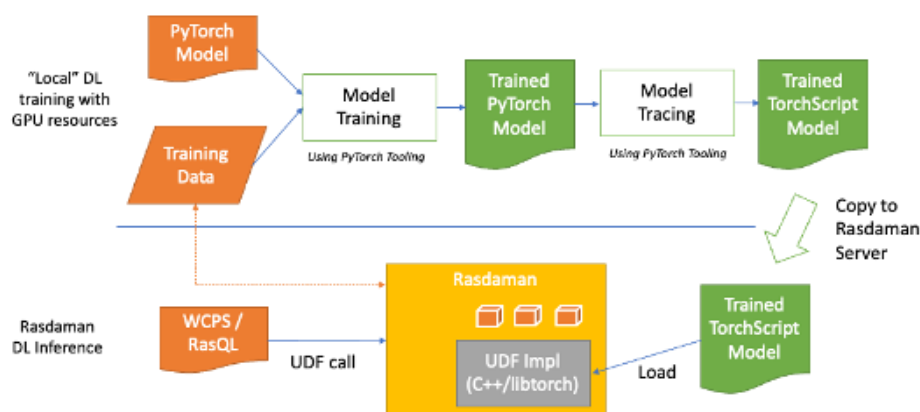 PyTorch
Model
"Local" DL
training with
GPU resources
Model
Training
Using PyTorch Tooling
Trained
PyTorch
Model
Model
Tracing
Using PyTorch Tooling
Trained
TorchScript
Model
Training
Data
Copy to
Rasdaman
Server
Rasdaman
DL Inference
WCPS /
RasQL
UDF call
Rasdaman
UDF Impl
(C++/libtorch)
Load
Trained
TorchScript
Model